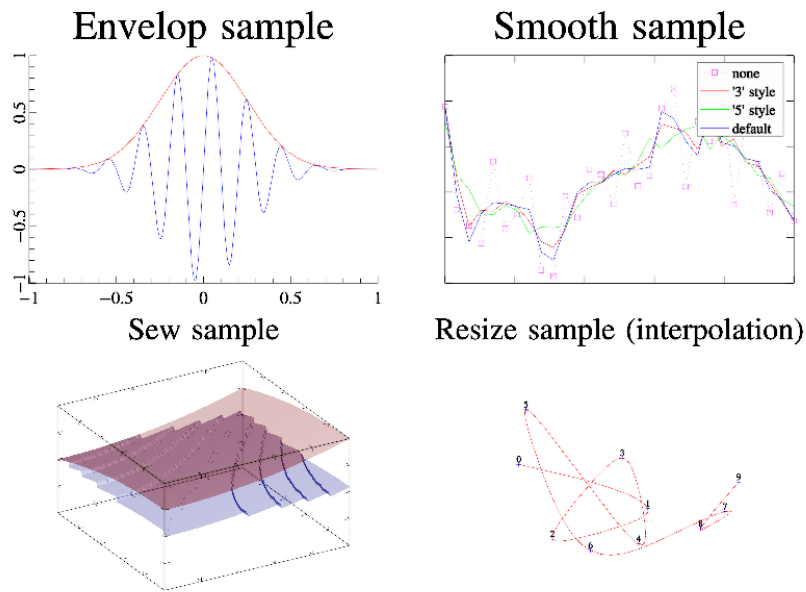 Envelop sample
Smooth sample
1
0.5
0
−0.5
−1
−1 −0.5 0 0.5 1
none
'3' style
'5' style
default
Sew sample
Resize sample (interpolation)
5
3
0
9
1
7
2
4
8
6